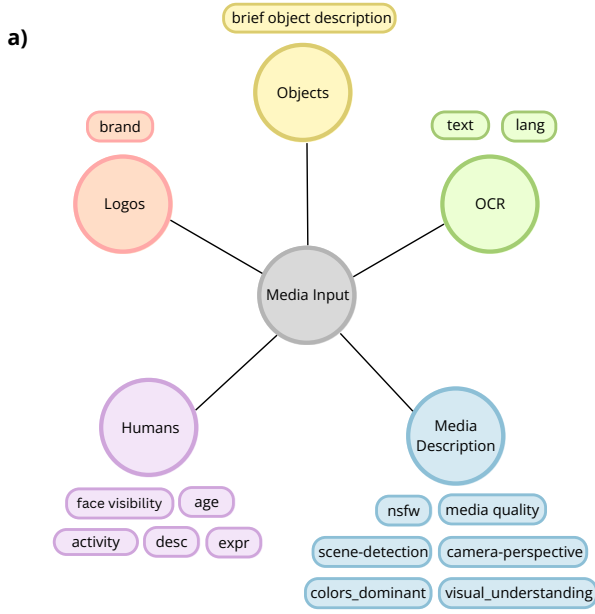 a)
brief object description
Objects
brand
text
lang
Logos
OCR
Media Input
Humans
Media
Description
face visibility
age
activity
desc
expr
nsfw
media quality
scene-detection
camera-perspective
colors_dominant
visual_understanding